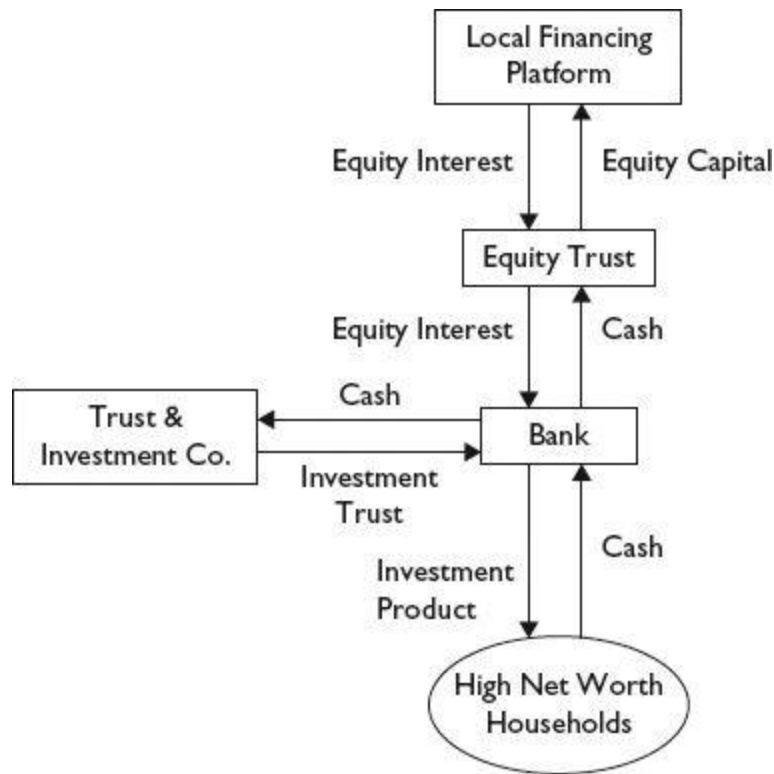 Local Financing
Platform
Equity Interest
Equity Capital
Equity Trust
Equity Interest
Cash
Cash
Trust &
Investment Co.
Bank
Investment
Trust
Cash
Investment
Product
High Net Worth
Households